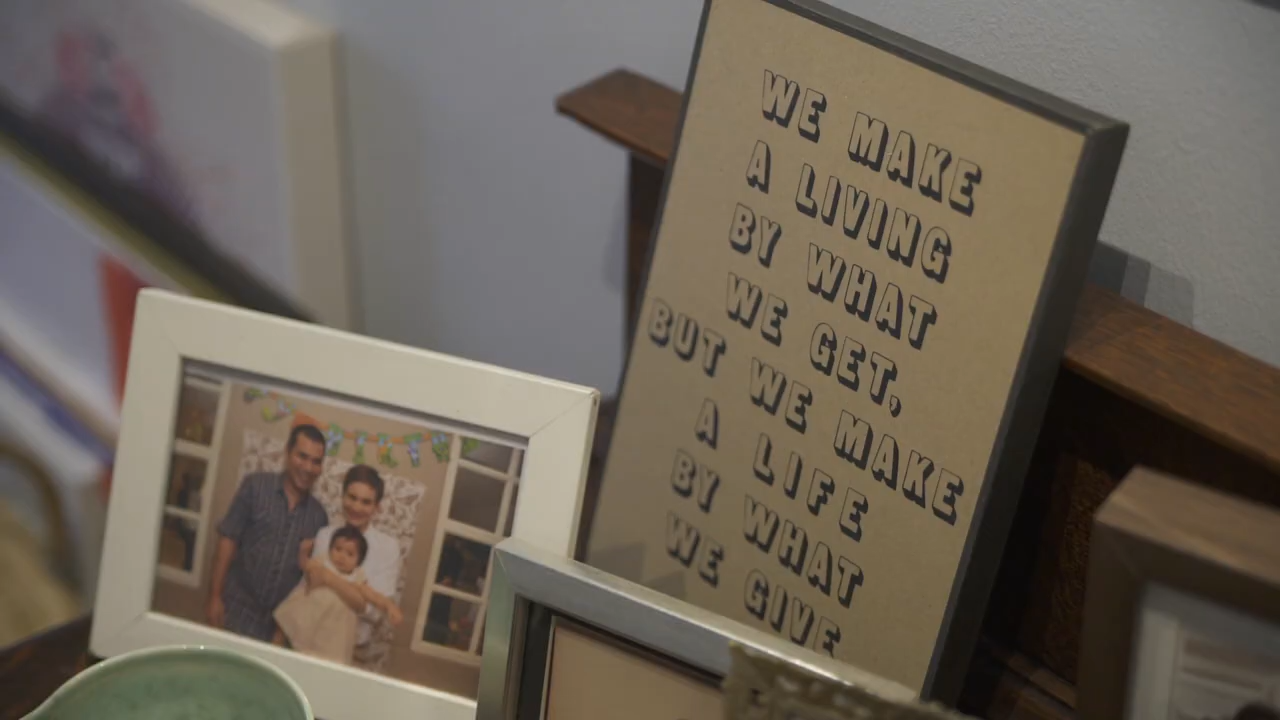 WE MAKE
A LIVING
BY WHAT
WE GET,
BUT WE MAKE
A LIFE
BY WHAT
WE GIVE